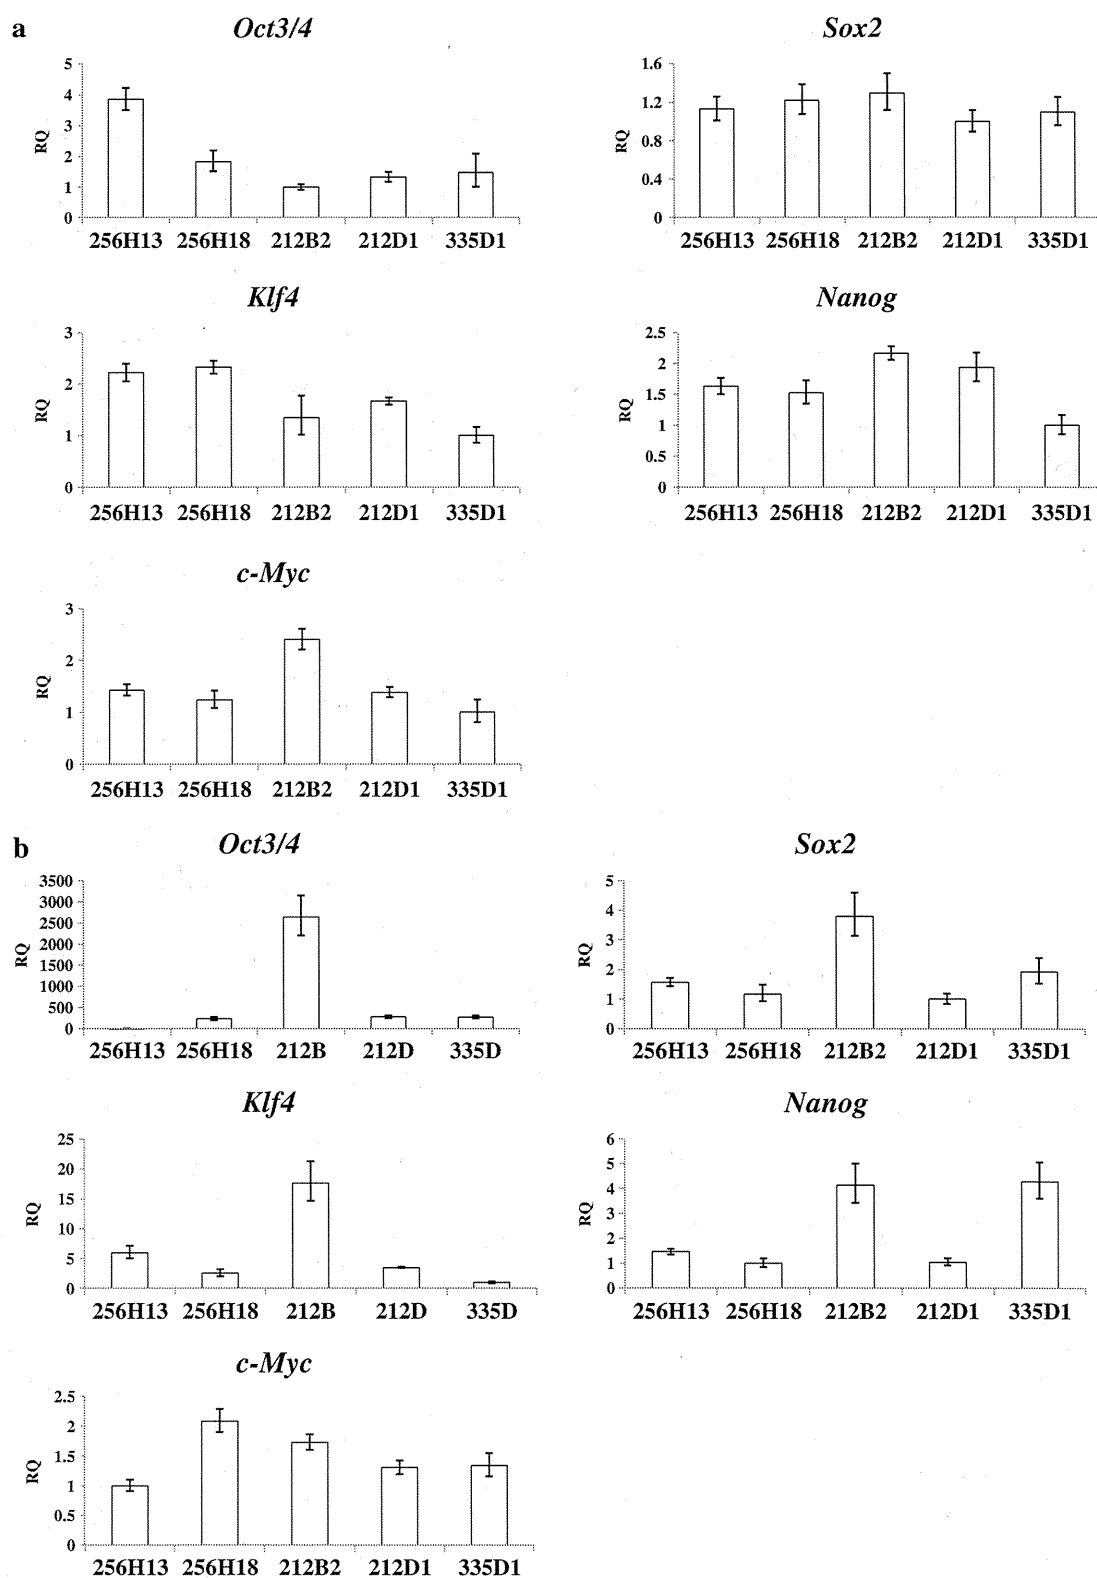 a
Oct3/4
5
4
3
2
1
0
RQ
256H13 256H18 212B2 212D1 335D1
Sox2
1.6
1.2
0.8
0.4
0
RQ
256H13 256H18 212B2 212D1 335D1
Klf4
3
2
1
0
RQ
256H13 256H18 212B2 212D1 335D1
Nanog
2.5
2
1.5
1
0.5
0
RQ
256H13 256H18 212B2 212D1 335D1
c-Myc
3
2
1
0
RQ
256H13 256H18 212B2 212D1 335D1
b
Oct3/4
3500
3000
2500
2000
1500
1000
500
0
RQ
256H13 256H18 212B 212D 335D
Sox2
5
4
3
2
1
0
RQ
256H13 256H18 212B2 212D1 335D1
Klf4
25
20
15
10
5
0
RQ
256H13 256H18 212B 212D 335D
Nanog
6
5
4
3
2
1
0
RQ
256H13 256H18 212B2 212D1 335D1
c-Myc
2.5
2
1.5
1
0.5
0
RQ
256H13 256H18 212B2 212D1 335D1